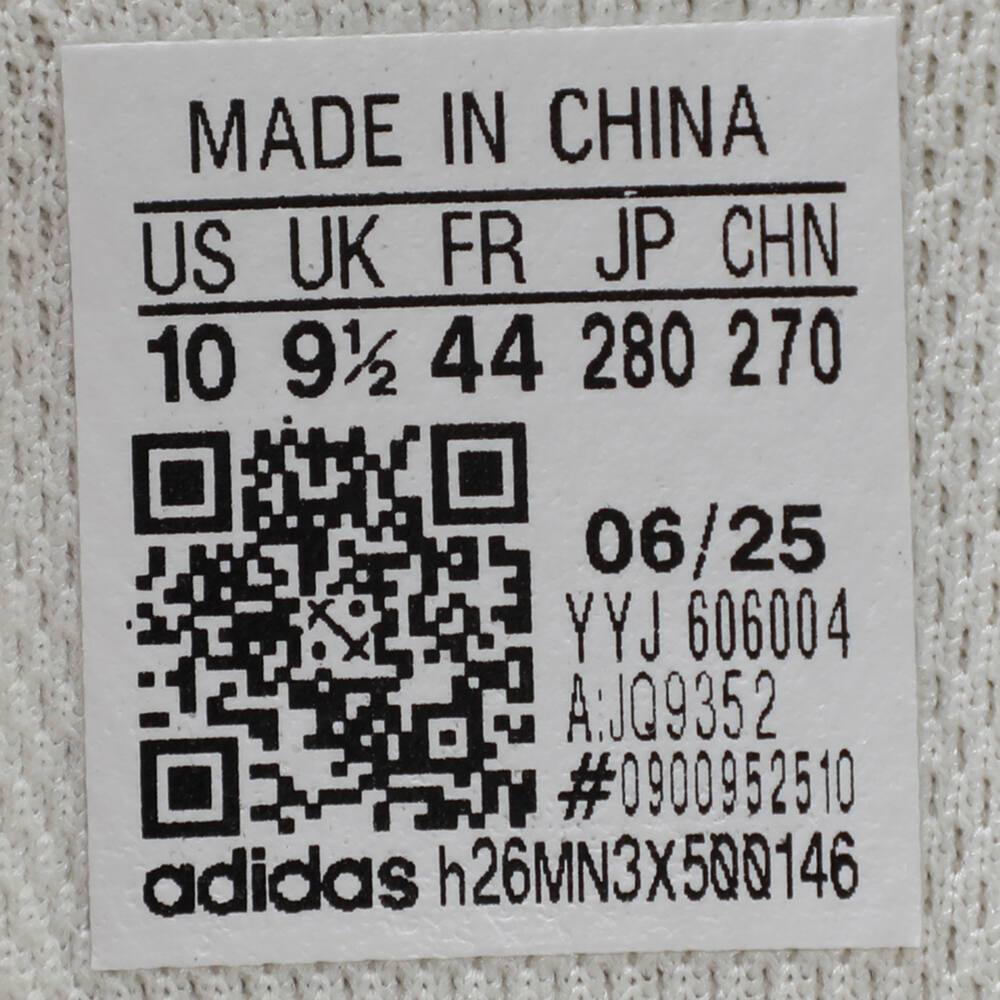 MADE IN CHINA
US UK FR JP CHN
10 9½ 44 280 270
06/25
YYJ 606004
A:JQ9352
#0900952510
adidas h26MN3X500146